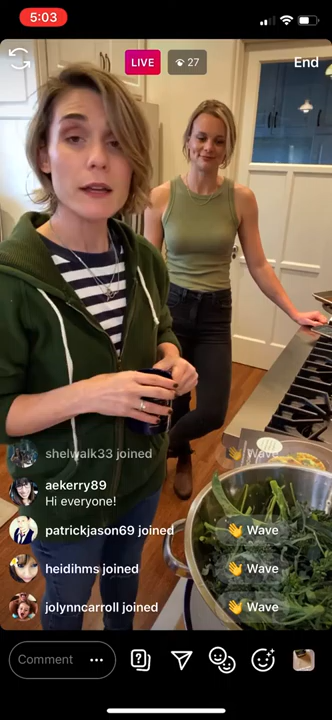 5:03
LIVE
27
End
shelwalk33 joined
Wave
aekerry89
Hi everyone!
patrickjason69 joined
Wave
heidihms joined
Wave
jolynncarroll joined
Wave
Comment